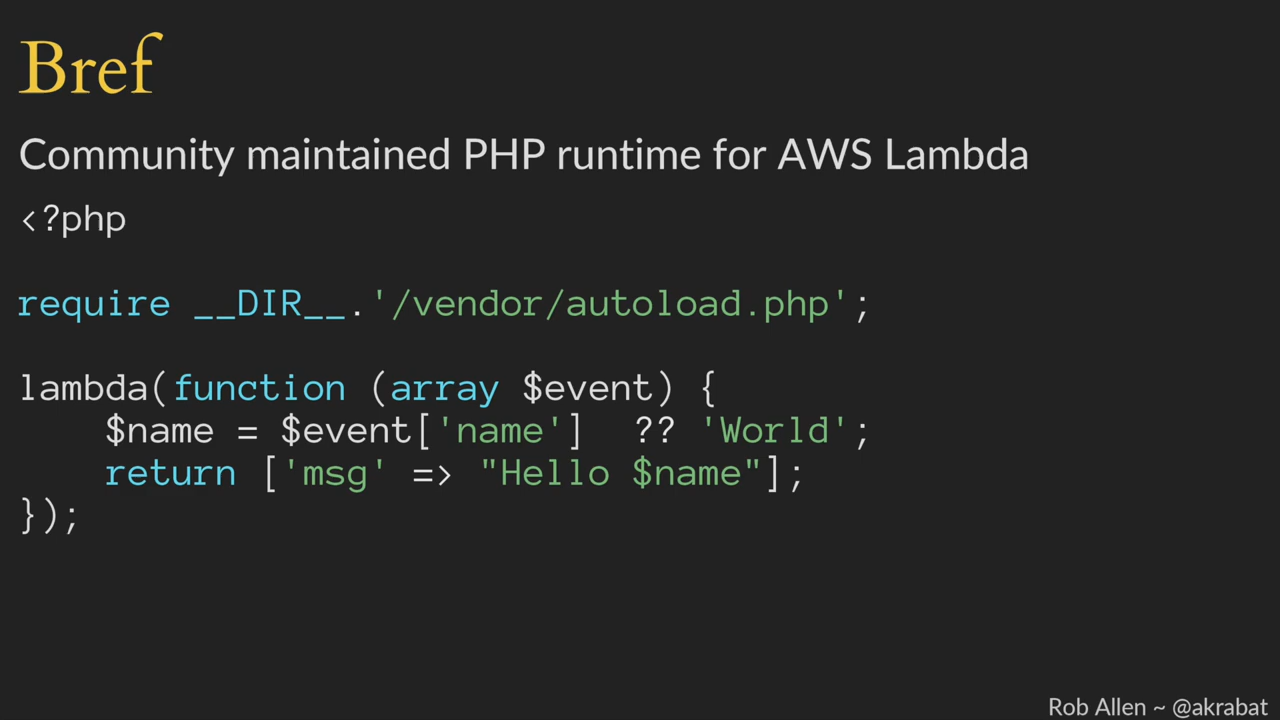 Bref
Community maintained PHP runtime for AWS Lambda
<?php
require __DIR__.'/vendor/autoload.php';
lambda(function (array $event) {
    $name = $event['name']  ?? 'World';
    return ['msg' => "Hello $name"];
});
Rob Allen ~ @akrabat